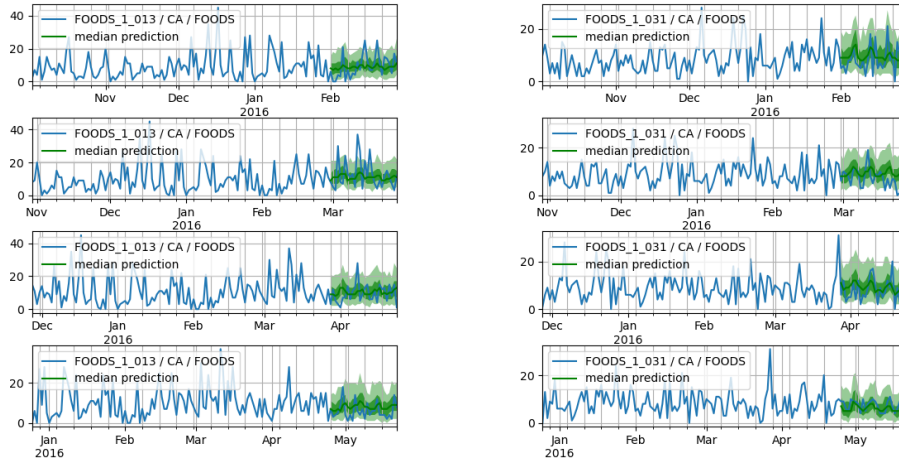 40
20
0
FOODS_1_013 / CA / FOODS
median prediction
Nov
Dec
Jan
2016
Feb
20
0
FOODS_1_031 / CA / FOODS
median prediction
Nov
Dec
Jan
2016
Feb
40
20
0
FOODS_1_013 / CA / FOODS
median prediction
Nov
Dec
Jan
2016
Feb
Mar
20
0
FOODS_1_031 / CA / FOODS
median prediction
Nov
Dec
Jan
2016
Feb
Mar
40
20
0
FOODS_1_013 / CA / FOODS
median prediction
Dec
Jan
2016
Feb
Mar
Apr
20
0
FOODS_1_031 / CA / FOODS
median prediction
Dec
Jan
2016
Feb
Mar
Apr
20
0
FOODS_1_013 / CA / FOODS
median prediction
Jan
2016
Feb
Mar
Apr
May
20
0
FOODS_1_031 / CA / FOODS
median prediction
Jan
2016
Feb
Mar
Apr
May